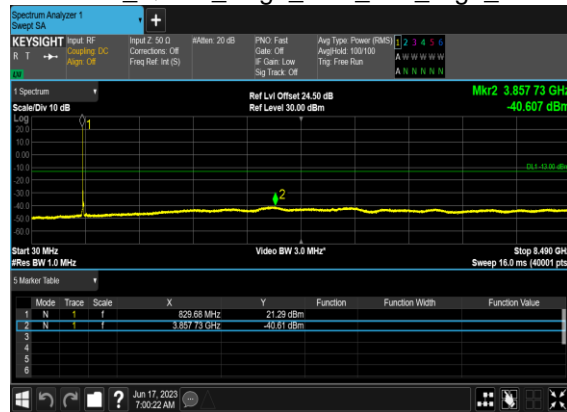 Spectrum Analyzer 1
Swept SA
+
KEYSIGHT
R T
Input: RF
Coupling: DC
Align: Off
Input Z: 50 Ω
Corrections: Off
Freq Ref: Int (S)
#Atten: 20 dB
PNO: Fast
Gate: Off
IF Gain: Low
Sig Track: Off
Avg Type: Power (RMS)
Avg|Hold: 100/100
Trig: Free Run
1 2 3 4 5 6
A W W W W W
A N N N N N
1 Spectrum
Scale/Div 10 dB
Log
Ref Lvl Offset 24.50 dB
Ref Level 30.00 dBm
Mkr2 3.857 73 GHz
-40.607 dBm
20.0
10.0
0.00
-10.0
-20.0
-30.0
-40.0
-50.0
-60.0
1
2
DL1 -13.00 dBm
Start 30 MHz
#Res BW 1.0 MHz
Video BW 3.0 MHz*
Stop 8.490 GHz
Sweep 16.0 ms (40001 pts)
5 Marker Table
Mode Trace Scale X Y Function Function Width Function Value
1 N 1 f 829.68 MHz 21.29 dBm
2 N 1 f 3.857 73 GHz -40.61 dBm
3
4
5
6
?
Jun 17, 2023
7:00:22 AM